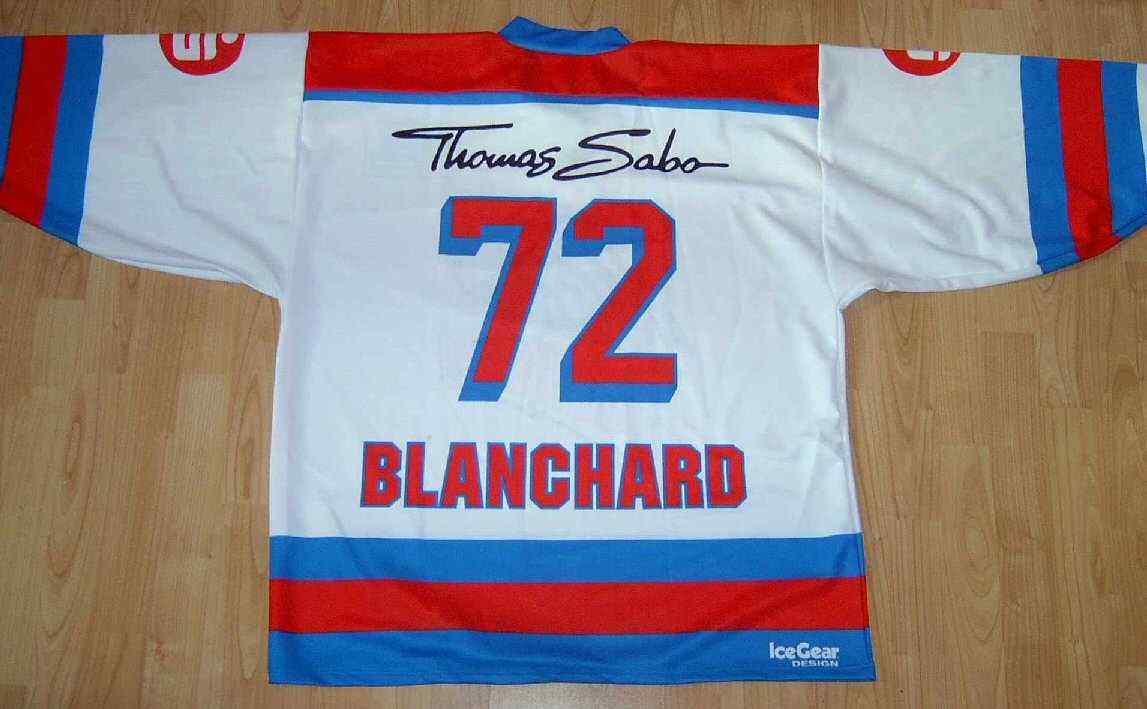 Thomas Sabo
72
BLANCHARD
IceGear
DESIGN